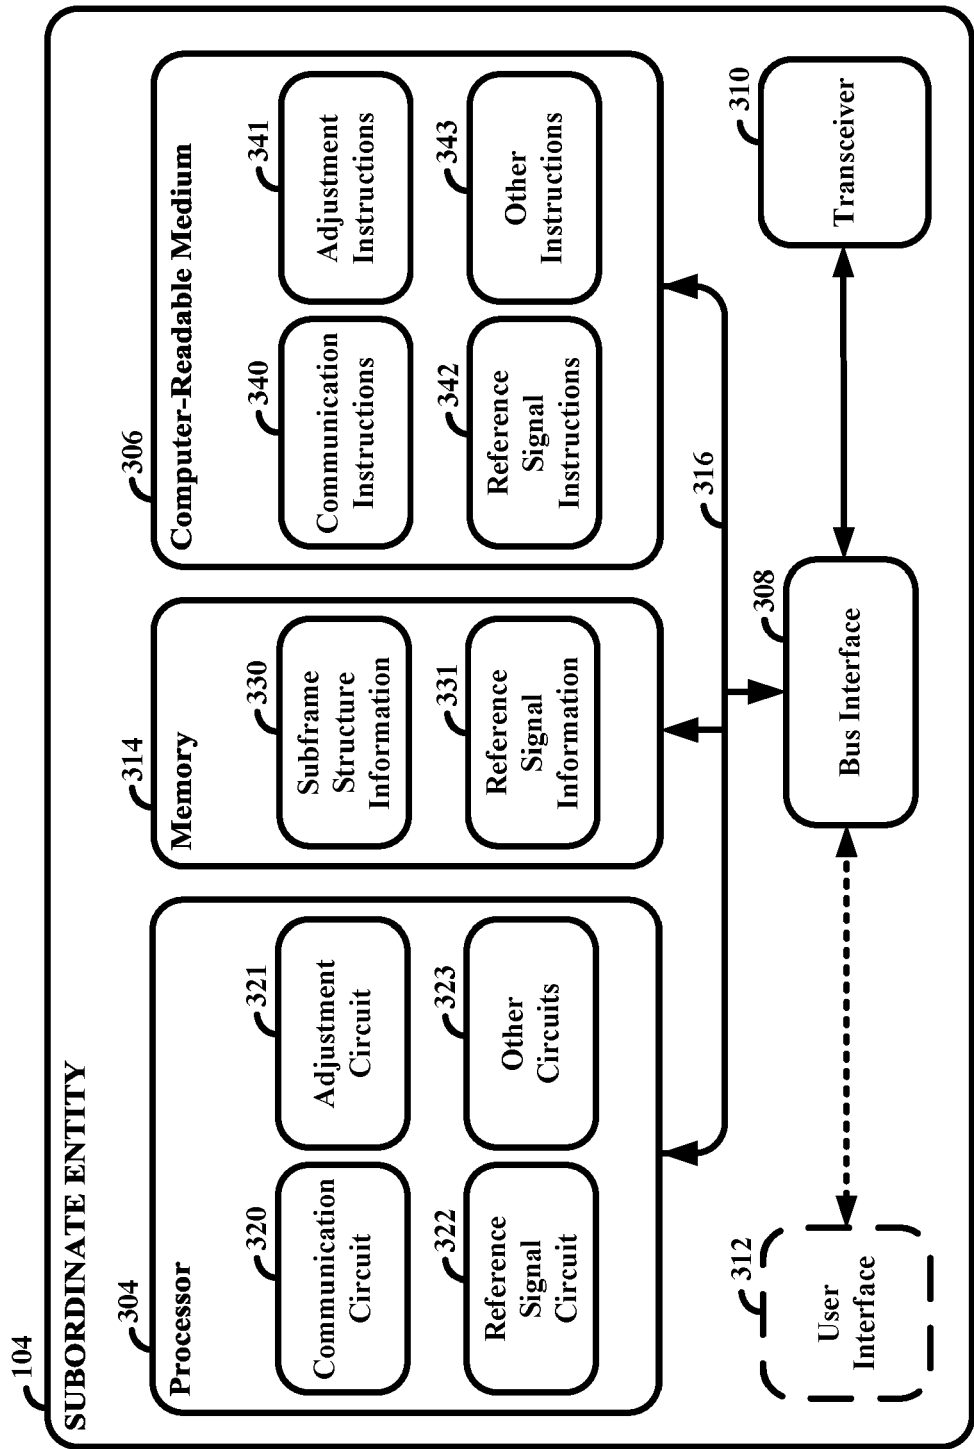 104
SUBORDINATE ENTITY
304
Processor
320
Communication
Circuit
321
Adjustment
Circuit
322
Reference
Signal
Circuit
323
Other
Circuits
314
Memory
330
Subframe
Structure
Information
331
Reference
Signal
Information
306
Computer-Readable Medium
340
Communication
Instructions
341
Adjustment
Instructions
342
Reference
Signal
Instructions
343
Other
Instructions
316
312
User
Interface
308
Bus Interface
310
Transceiver